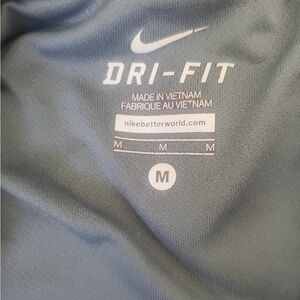 DRI-FIT
MADE IN VIETNAM
FABRIQUE AU VIETNAM
nikebetterworld.com
M M M
M